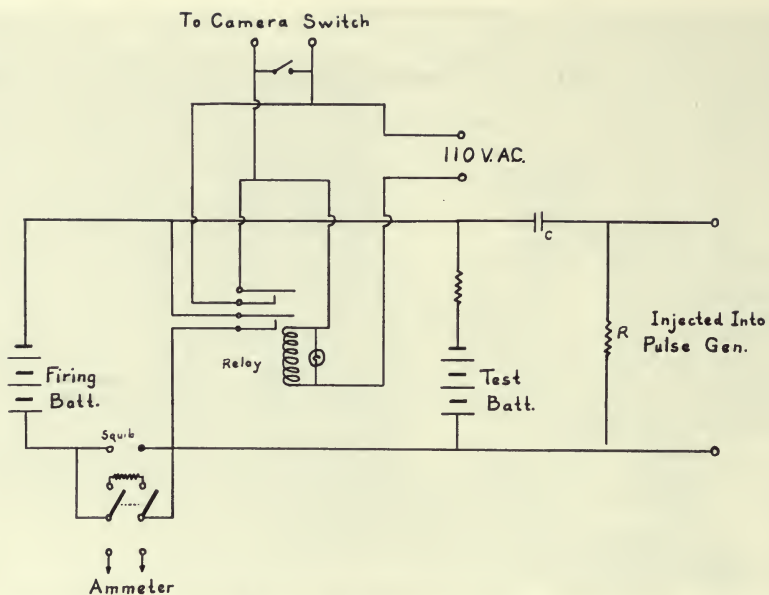 To Camera Switch
110 V. AC.
C
Injected Into
Pulse Gen.
R
Relay
Firing
Batt.
Test
Batt.
Squib
Ammeter